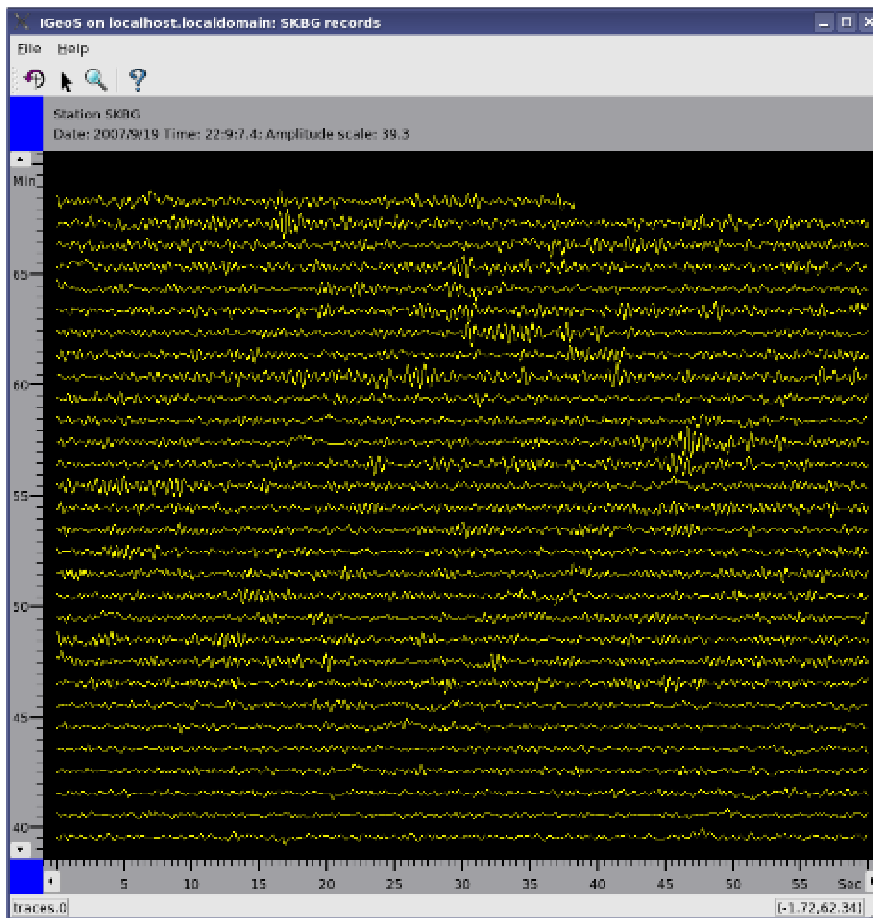 IGeoS on localhost.localdomain: SKBG records
File Help
Station SKBG
Date: 2007/9/19 Time: 22:9:7.4; Amplitude scale: 39.3
Min
65
60
55
50
45
40
5 10 15 20 25 30 35 40 45 50 55 Sec
traces.0 (-1.72,62.34)